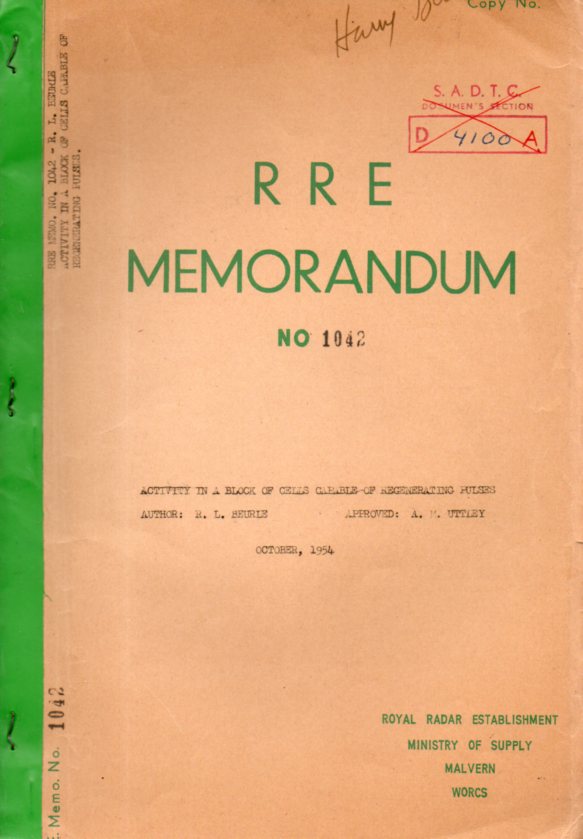 Copy No.
Harry
S. A. D. T. C.
DOCUMEN'S SECTION
D 4100 A
R R E
MEMORANDUM
NO 1042
ACTIVITY IN A BLOCK OF CELLS CAPABLE OF REGENERATING PULSES
AUTHOR: R. L. BEURLE APPROVED: A. M. UTTLEY
OCTOBER, 1954
ROYAL RADAR ESTABLISHMENT
MINISTRY OF SUPPLY
MALVERN
WORCS
RRE MEMO. NO. 1042 - R. L. BEURLE
ACTIVITY IN A BLOCK OF CELLS CAPABLE OF
REGENERATING PULSES.
Memo. No. 1042